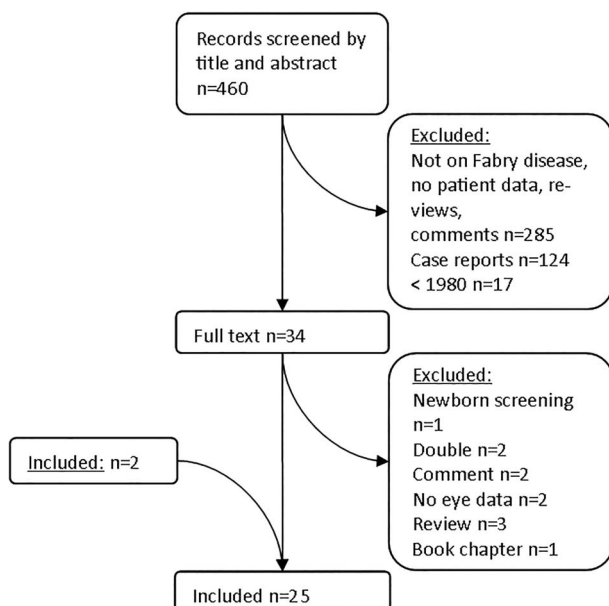 Records screened by
title and abstract
n=460
Excluded:
Not on Fabry disease,
no patient data, re-
views,
comments n=285
Case reports n=124
< 1980 n=17
Full text n=34
Excluded:
Newborn screening
n=1
Double n=2
Comment n=2
No eye data n=2
Review n=3
Book chapter n=1
Included: n=2
Included n=25